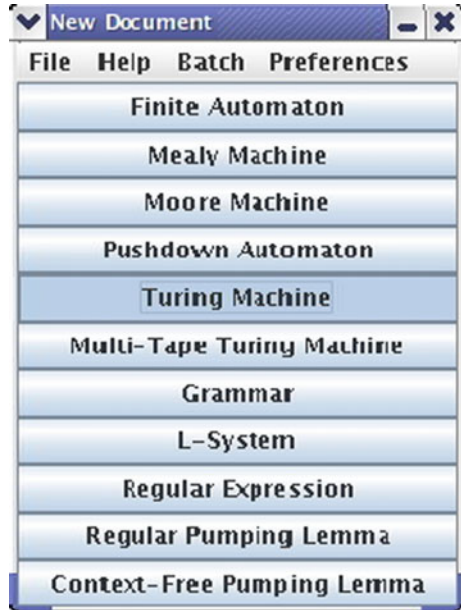 New Document
File Help Batch Preferences
Finite Automaton
Mealy Machine
Moore Machine
Pushdown Automaton
Turing Machine
Multi-Tape Turing Machine
Grammar
L-System
Regular Expression
Regular Pumping Lemma
Context-Free Pumping Lemma